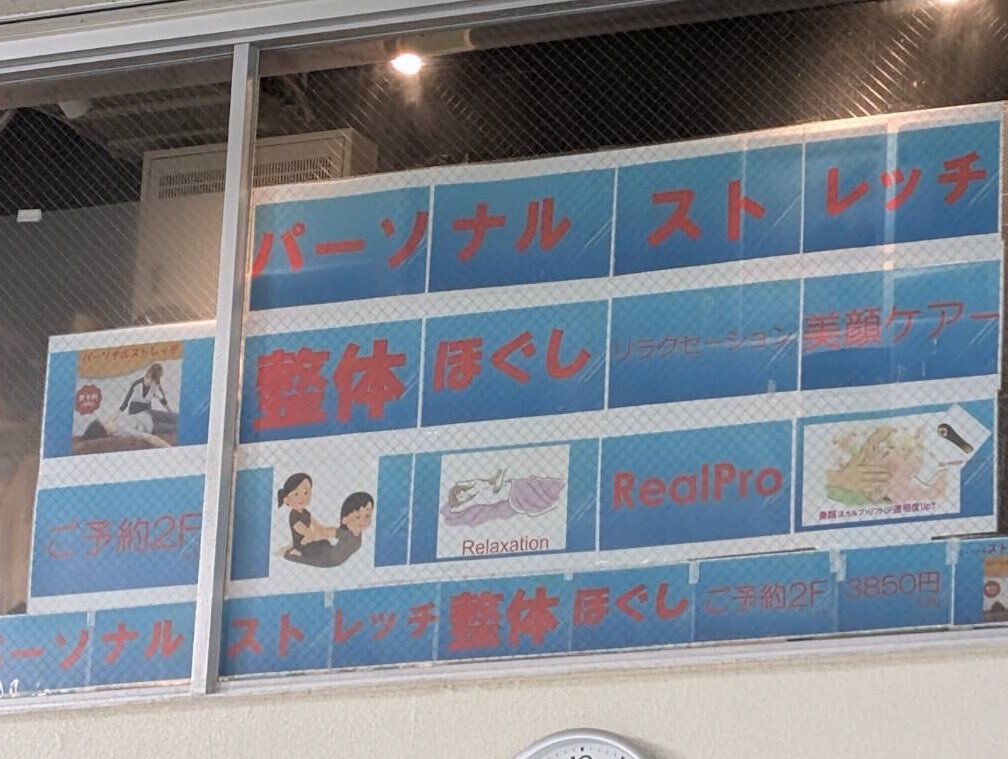 パーソナル ストレッチ
整体 ほぐし リラクゼーション 美顔ケアー
パーソナルストレッチ
ご予約2F
Relaxation
RealPro
パーソナル ストレッチ 整体 ほぐし ご予約2F 3850円